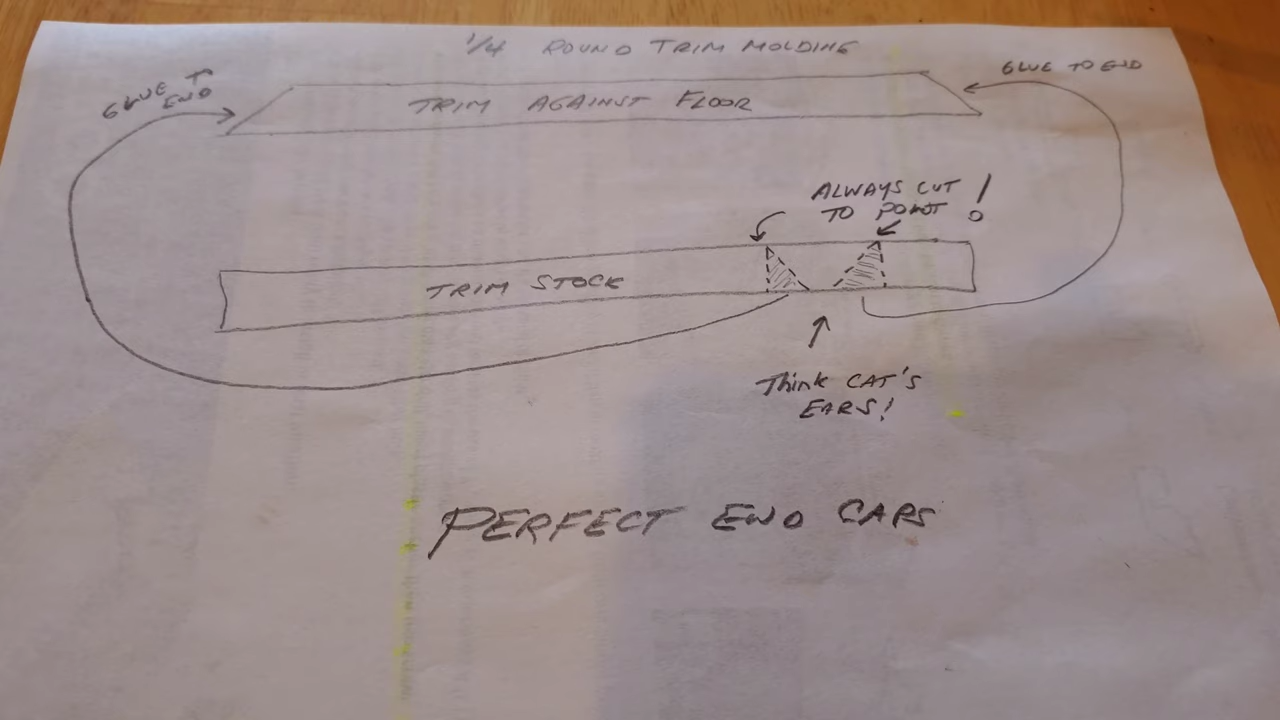 1/4 ROUND TRIM MOLDING
GLUE TO
END
GLUE TO END
TRIM AGAINST FLOOR
ALWAYS CUT
TO POINT !
TRIM STOCK
Think CAT'S
EARS!
PERFECT END CAPS